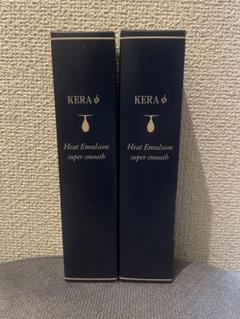 KERA φ
Heat Emulsion
super smooth
KERA φ
Heat Emulsion
super smooth